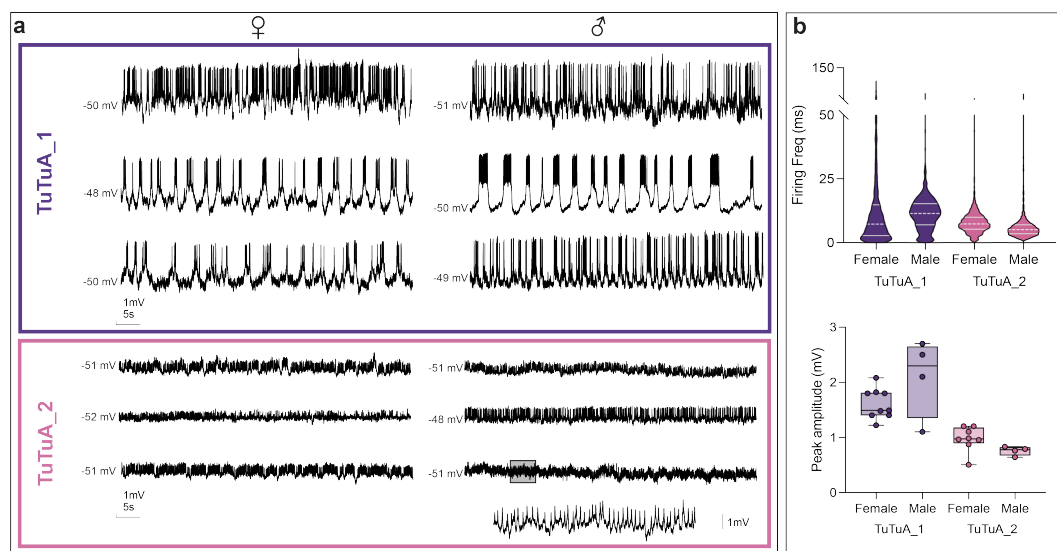 a
♀
♂
TuTuA_1
-50 mV
-51 mV
-48 mV
-50 mV
-50 mV
-49 mV
1mV
5s
TuTuA_2
-51 mV
-51 mV
-52 mV
-48 mV
-51 mV
-51 mV
1mV
5s
1mV
b
Firing Freq (ms)
150
50
25
0
Female Male Female Male
TuTuA_1 TuTuA_2
Peak amplitude (mV)
3
2
1
0
Female Male Female Male
TuTuA_1 TuTuA_2